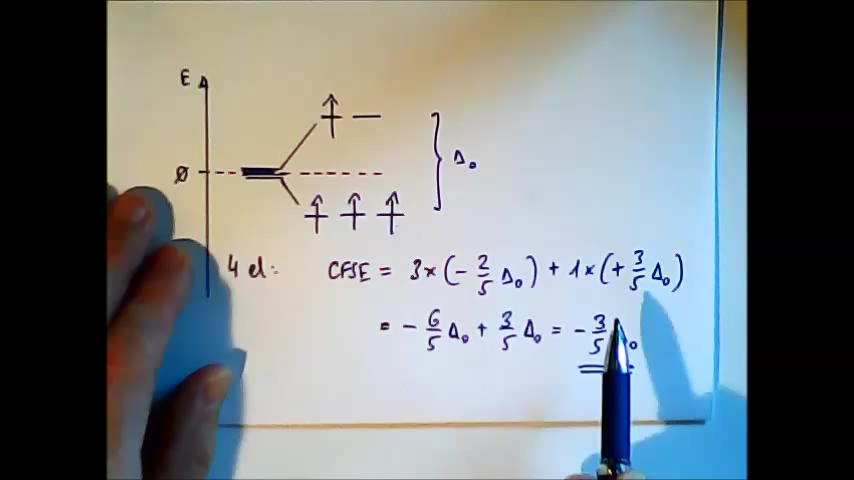 E
Ø
Δ₀
4 el: CFSE = 3×(- 2/5 Δ₀) + 1×(+ 3/5 Δ₀)
= - 6/5 Δ₀ + 3/5 Δ₀ = - 3/5 Δ₀